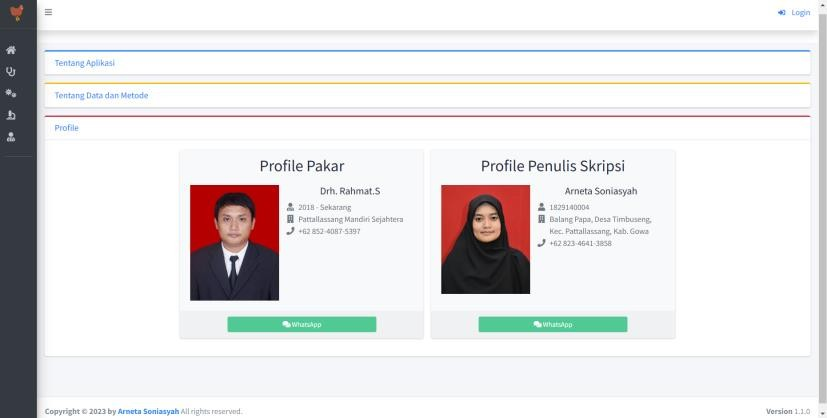 Login
Tentang Aplikasi
Tentang Data dan Metode
Profile
Profile Pakar
Drh. Rahmat.S
2018 - Sekarang
Pattallassang Mandiri Sejahtera
+62 852-4087-5397
WhatsApp
Profile Penulis Skripsi
Arneta Soniasyah
1829140004
Balang Papa, Desa Timbuseng,
Kec. Pattallassang, Kab. Gowa
+62 823-4641-3858
WhatsApp
Copyright © 2023 by Arneta Soniasyah All rights reserved.
Version 1.1.0